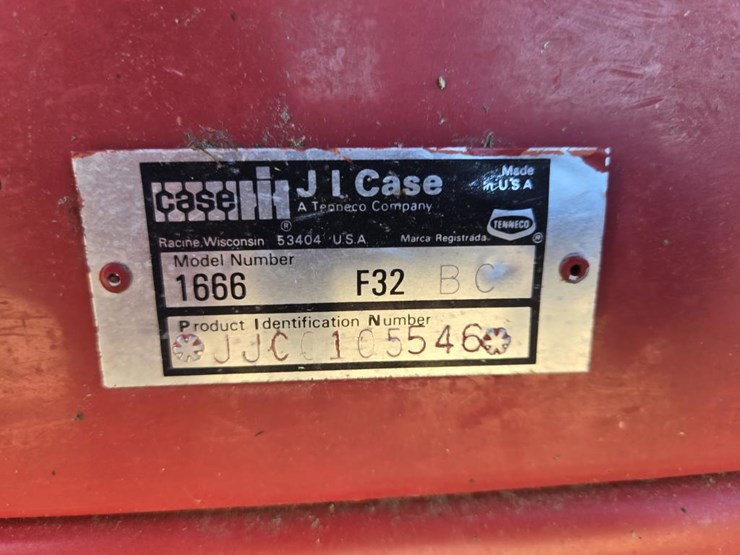 case IH J I Case Made in U S A
A Tenneco Company
® TENNECO ®
Racine, Wisconsin 53404 U.S.A. Marca Registrada
Model Number
1666 F32 BC
Product Identification Number
JJC0105546